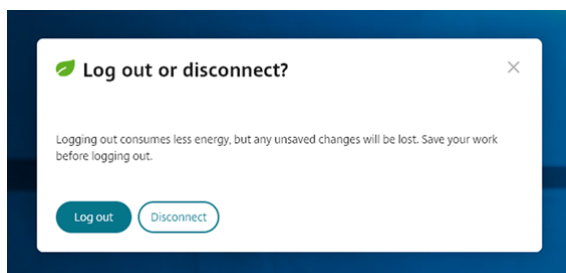 Log out or disconnect?
Logging out consumes less energy, but any unsaved changes will be lost. Save your work
before logging out.
Log out
Disconnect